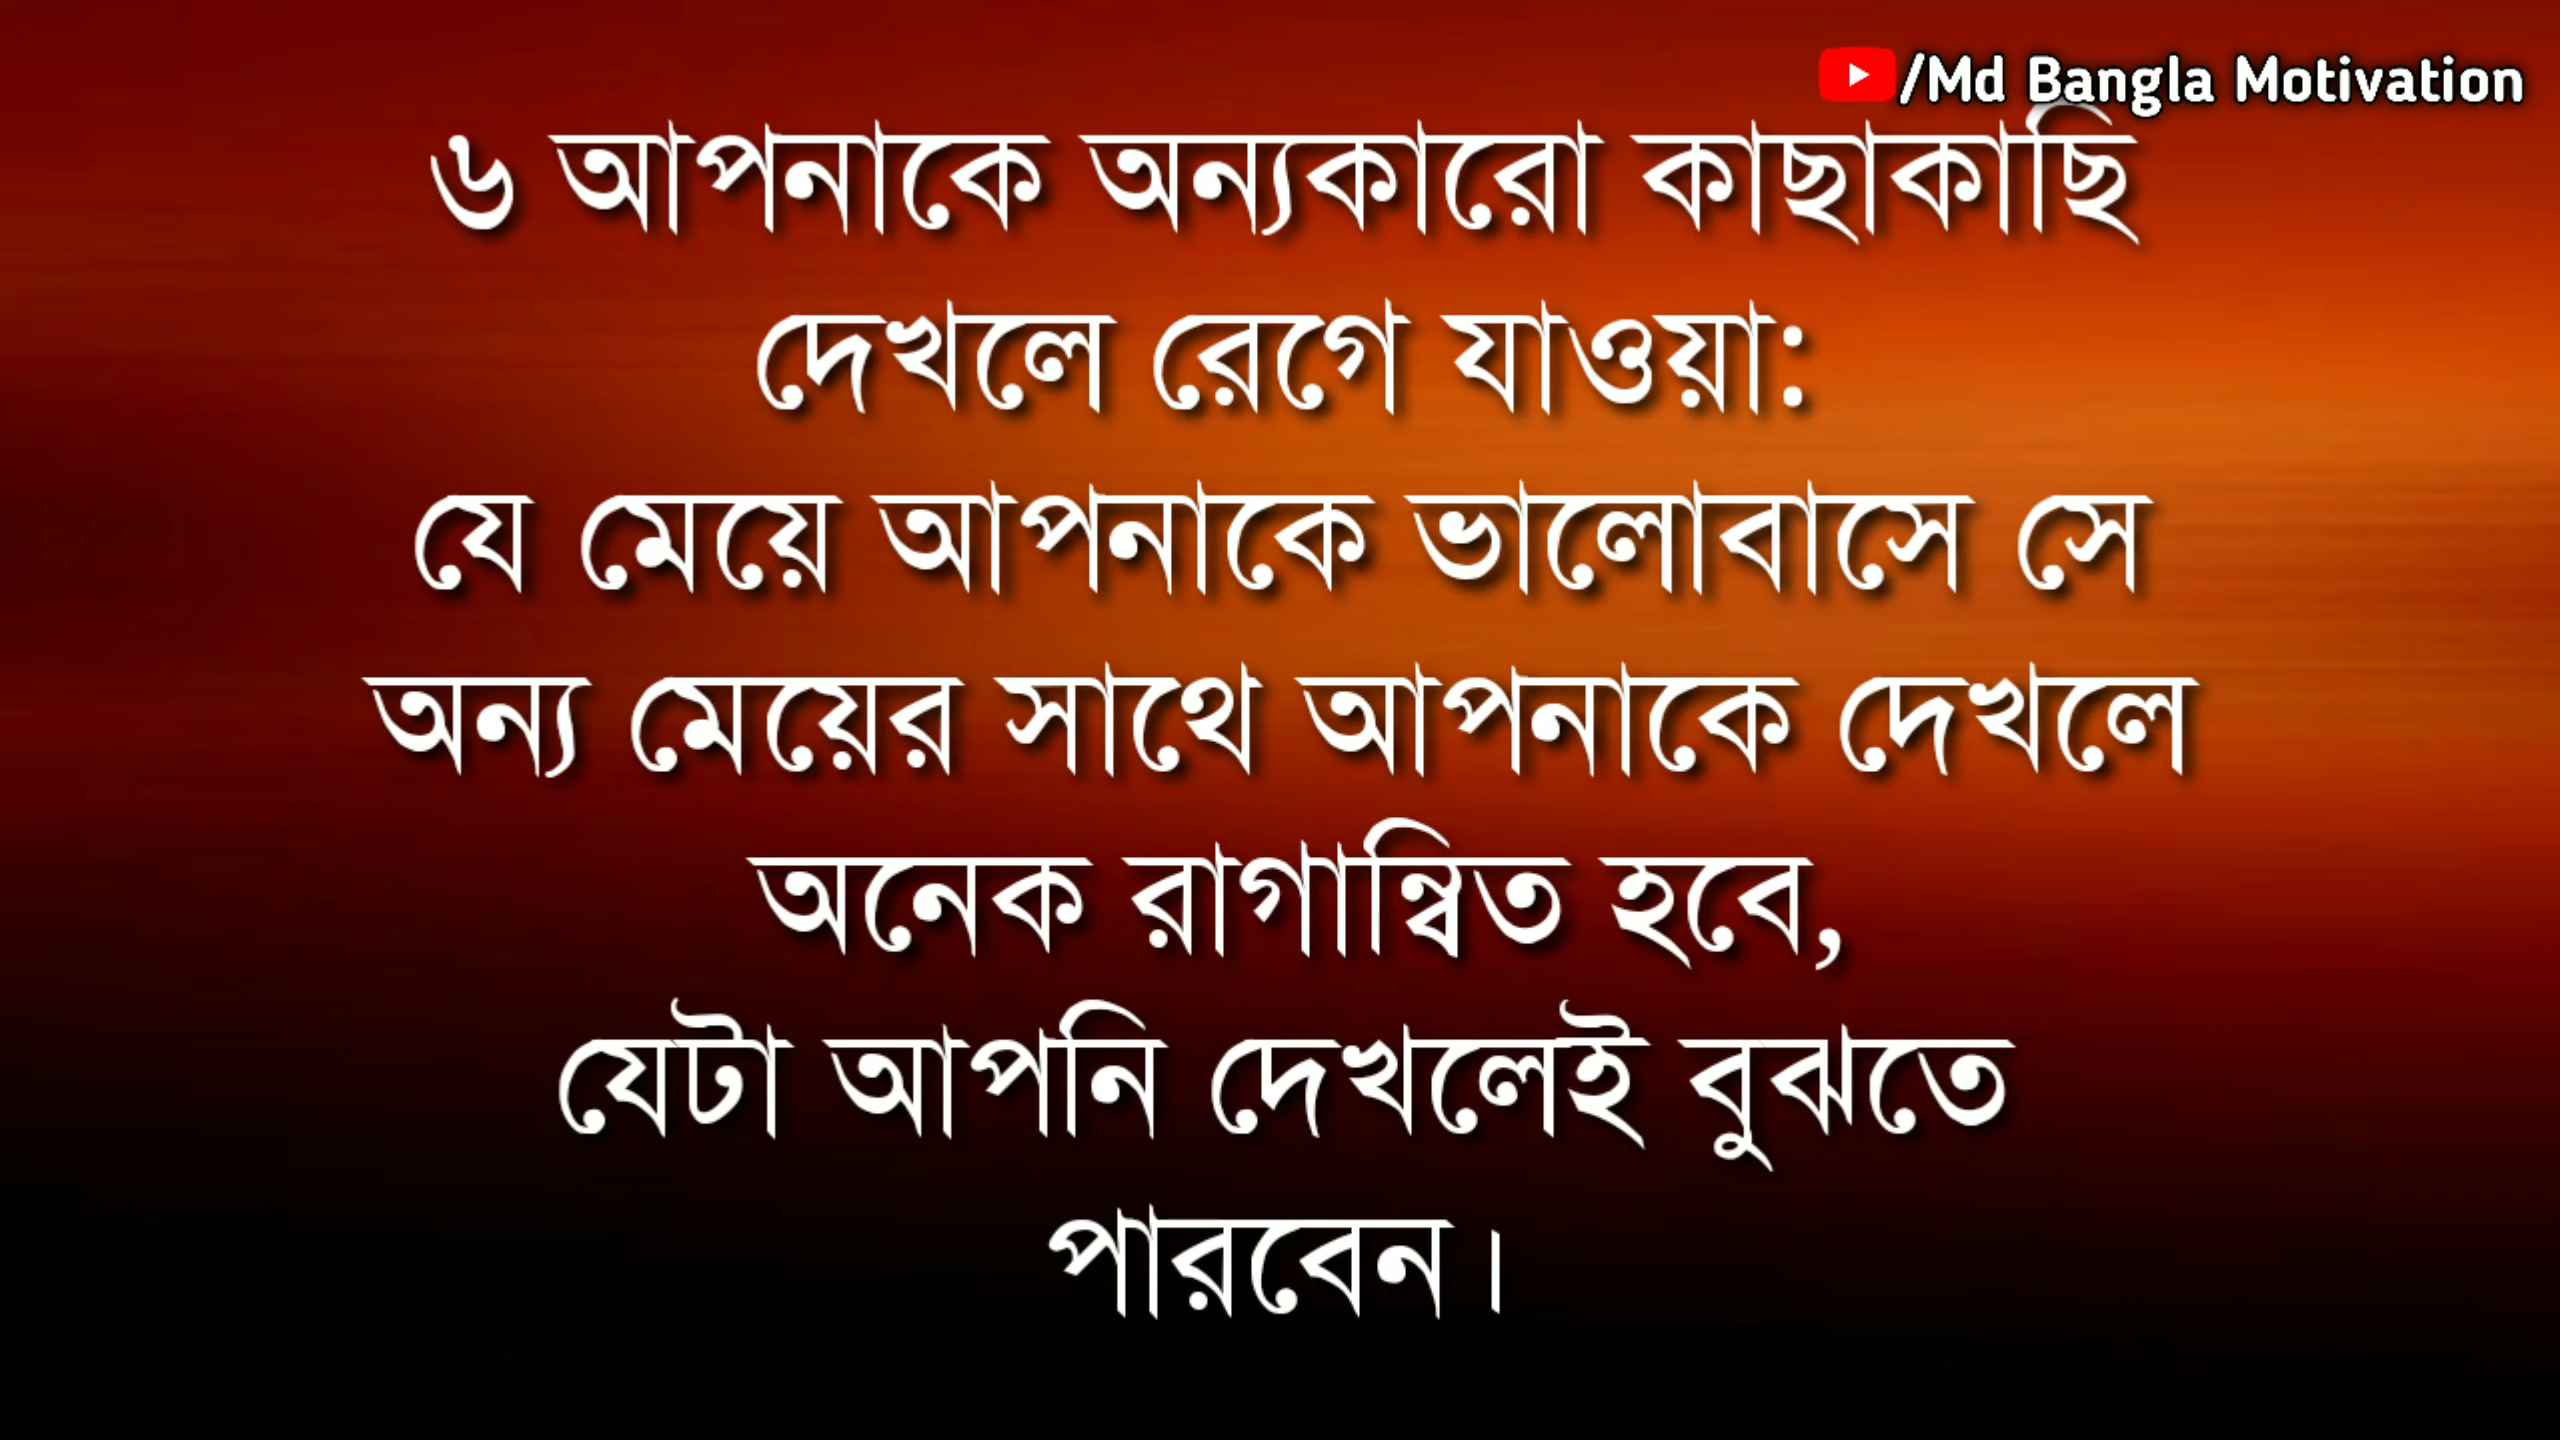 /Md Bangla Motivation
৬ আপনাকে অন্যকারো কাছাকাছি
দেখলে রেগে যাওয়া:
যে মেয়ে আপনাকে ভালোবাসে সে
অন্য মেয়ের সাথে আপনাকে দেখলে
অনেক রাগান্বিত হবে,
যেটা আপনি দেখলেই বুঝতে
পারবেন।